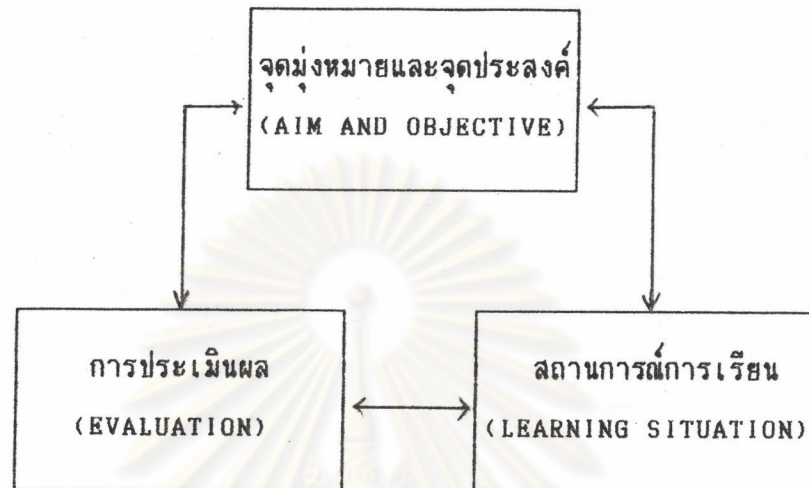 จุดมุ่งหมายและจุดประสงค์
(AIM AND OBJECTIVE)
การประเมินผล
(EVALUATION)
สถานการณ์การเรียน
(LEARNING SITUATION)